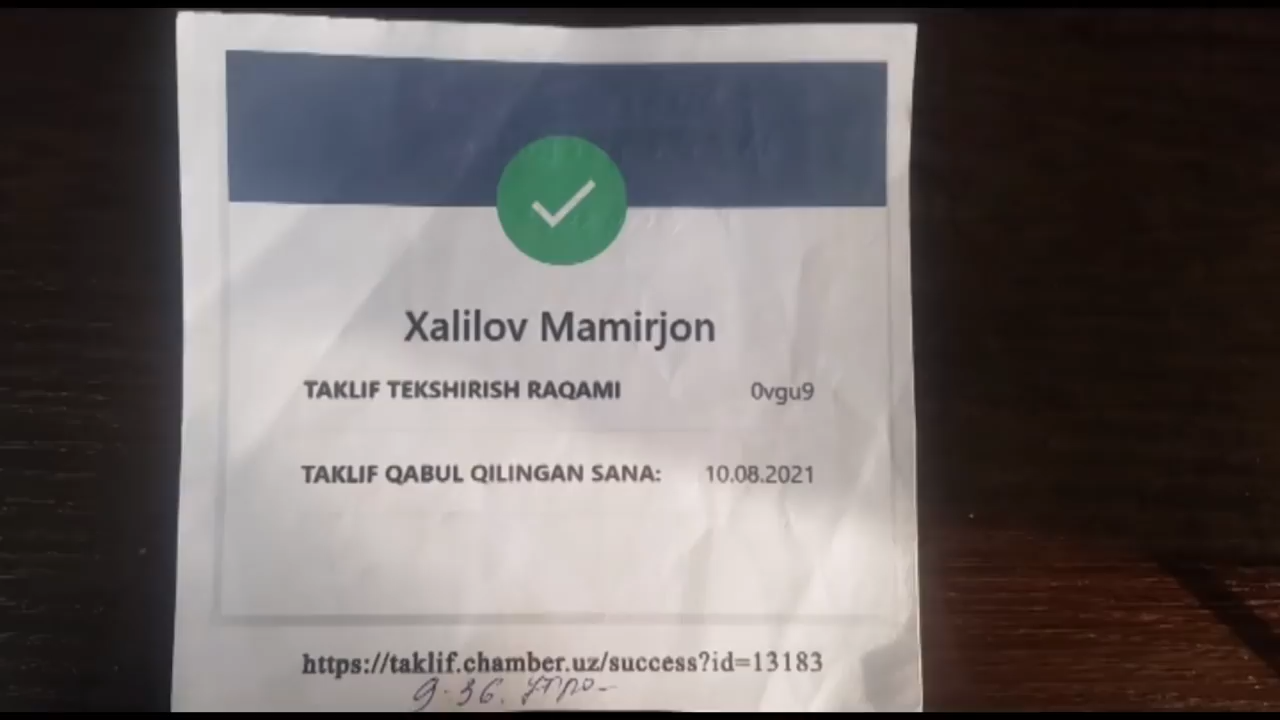 Xalilov Mamirjon
TAKLIF TEKSHIRISH RAQAMI 0vgu9
TAKLIF QABUL QILINGAN SANA: 10.08.2021
https://taklif.chamber.uz/success?id=13183
9-36. утро-